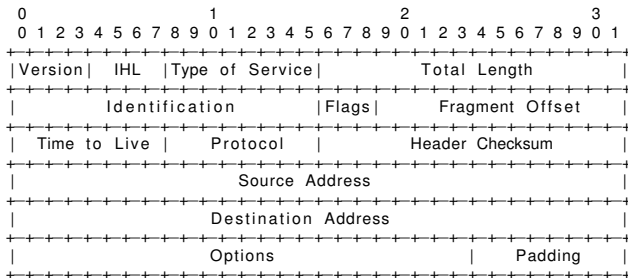 0                   1                   2                   3
0 1 2 3 4 5 6 7 8 9 0 1 2 3 4 5 6 7 8 9 0 1 2 3 4 5 6 7 8 9 0 1
+-+-+-+-+-+-+-+-+-+-+-+-+-+-+-+-+-+-+-+-+-+-+-+-+-+-+-+-+-+-+-+-+
|Version| IHL |Type of Service| Total Length |
+-+-+-+-+-+-+-+-+-+-+-+-+-+-+-+-+-+-+-+-+-+-+-+-+-+-+-+-+-+-+-+-+
| Identification |Flags| Fragment Offset |
+-+-+-+-+-+-+-+-+-+-+-+-+-+-+-+-+-+-+-+-+-+-+-+-+-+-+-+-+-+-+-+-+
| Time to Live | Protocol | Header Checksum |
+-+-+-+-+-+-+-+-+-+-+-+-+-+-+-+-+-+-+-+-+-+-+-+-+-+-+-+-+-+-+-+-+
| Source Address |
+-+-+-+-+-+-+-+-+-+-+-+-+-+-+-+-+-+-+-+-+-+-+-+-+-+-+-+-+-+-+-+-+
| Destination Address |
+-+-+-+-+-+-+-+-+-+-+-+-+-+-+-+-+-+-+-+-+-+-+-+-+-+-+-+-+-+-+-+-+
| Options | Padding |
+-+-+-+-+-+-+-+-+-+-+-+-+-+-+-+-+-+-+-+-+-+-+-+-+-+-+-+-+-+-+-+-+